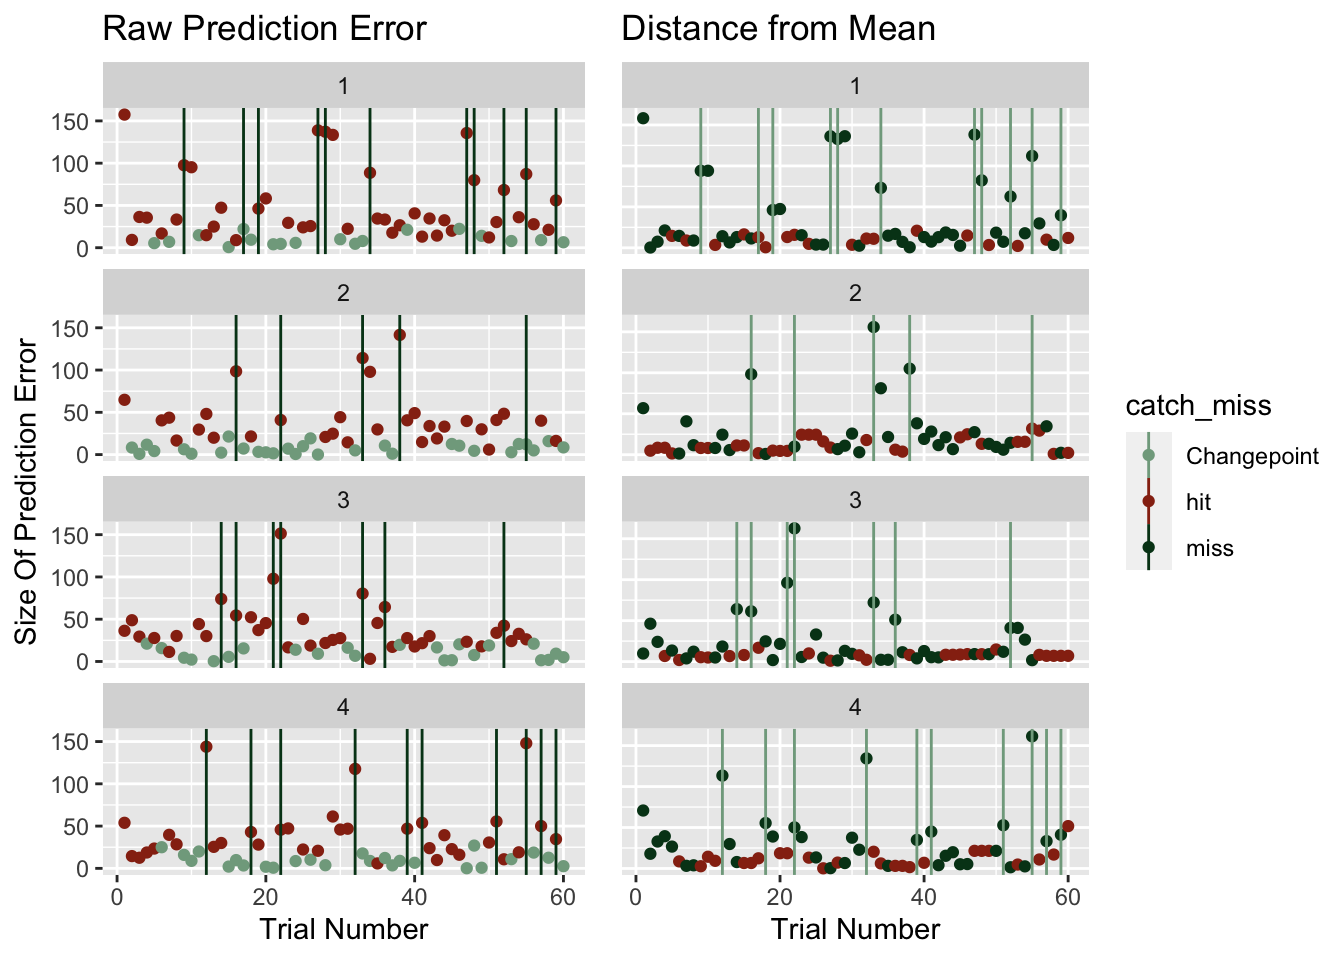 Raw Prediction Error
Distance from Mean
1
1
150
100
50
0
2
2
150
100
50
0
3
3
150
100
50
0
4
4
150
100
50
0
0 20 40 60
0 20 40 60
Trial Number
Trial Number
Size Of Prediction Error
catch_miss
Changepoint
hit
miss